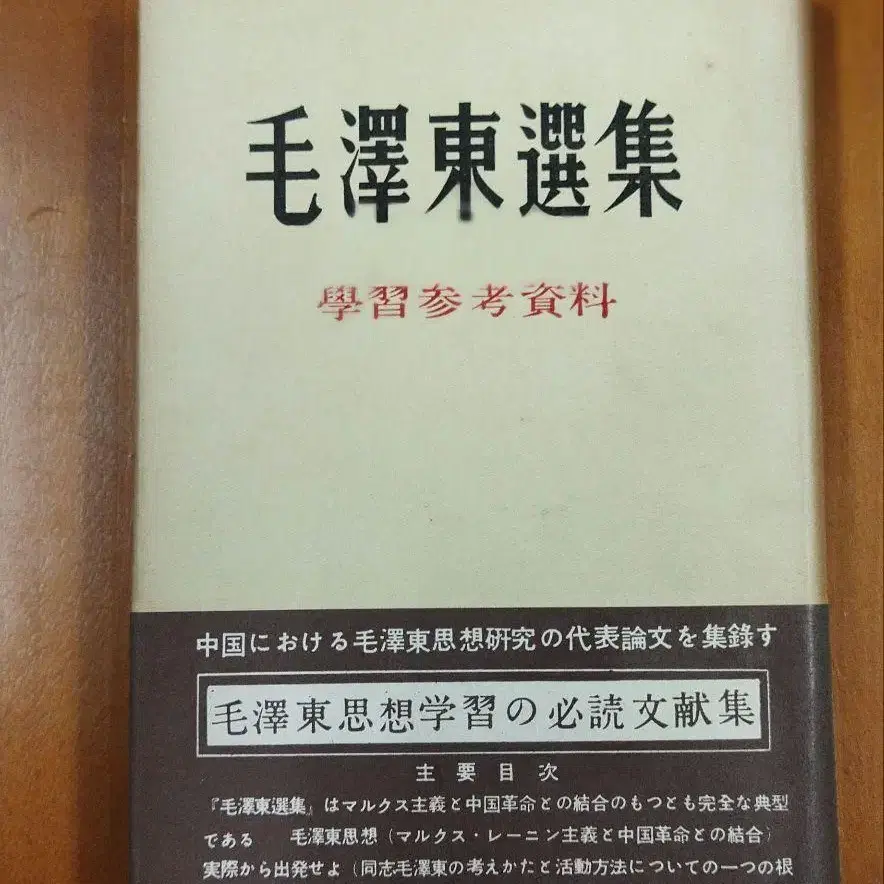 毛澤東選集
學習参考資料
中国における毛澤東思想研究の代表論文を集録す
毛澤東思想学習の必読文献集
主要目次
『毛澤東選集』はマルクス主義と中国革命との結合のもつとも完全な典型
である　毛澤東思想（マルクス・レーニン主義と中国革命との結合）
実際から出発せよ（同志毛澤東の考えかたと活動方法についての一つの根